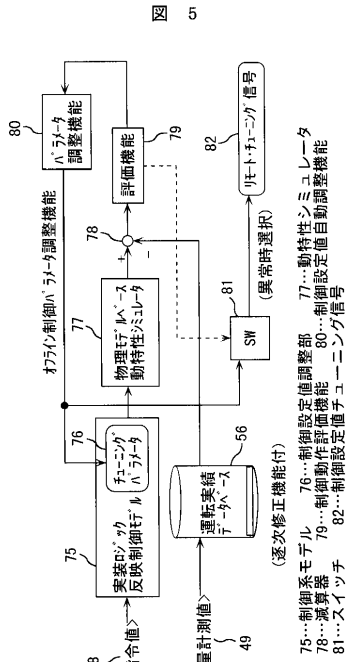 図 5
オフライン制御パラメータ調整機能
80
パラメータ
調整機能
75
実装ロジック
反映制御モデル
76
チューニング
パラメータ
77
物理モデルベース
動特性シミュレータ
78
+
−
評価機能
79
令値>
量計測値>
49
運転実績
データベース
56
(逐次修正機能付)
SW
81
(異常時選択)
82
リモート・チューニング信号
75…制御系モデル 76…制御設定値調整部 77…動特性シミュレータ
78…減算器 79…制御動作評価機能 80…制御設定値自動調整機能
81…スイッチ 82…制御設定値チューニング信号